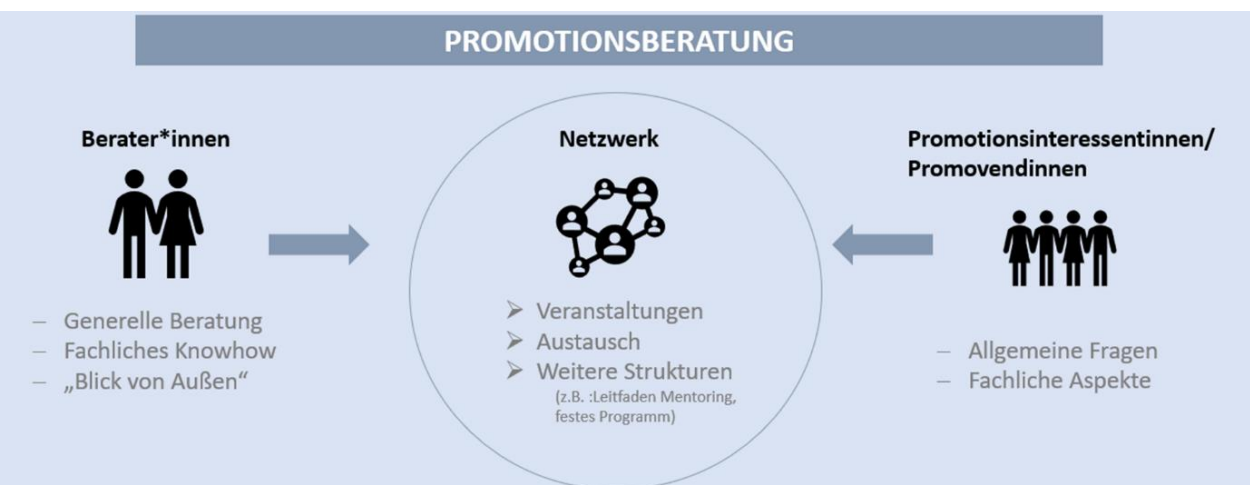 PROMOTIONSBERATUNG
Berater*innen
– Generelle Beratung
– Fachliches Knowhow
– „Blick von Außen“
Netzwerk
➢ Veranstaltungen
➢ Austausch
➢ Weitere Strukturen
(z.B. :Leitfaden Mentoring,
festes Programm)
Promotionsinteressentinnen/
Promovendinnen
– Allgemeine Fragen
– Fachliche Aspekte